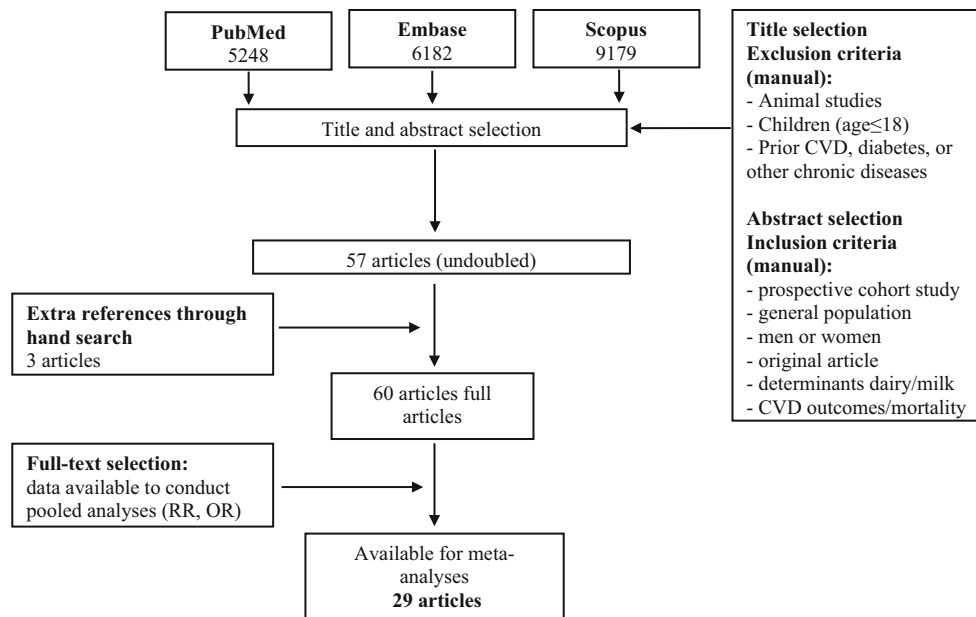 PubMed
5248
Embase
6182
Scopus
9179
Title and abstract selection
Title selection
Exclusion criteria
(manual):
- Animal studies
- Children (age≤18)
- Prior CVD, diabetes, or
other chronic diseases
Abstract selection
Inclusion criteria
(manual):
- prospective cohort study
- general population
- men or women
- original article
- determinants dairy/milk
- CVD outcomes/mortality
57 articles (undoubled)
Extra references through
hand search
3 articles
60 articles full
articles
Full-text selection:
data available to conduct
pooled analyses (RR, OR)
Available for meta-
analyses
29 articles